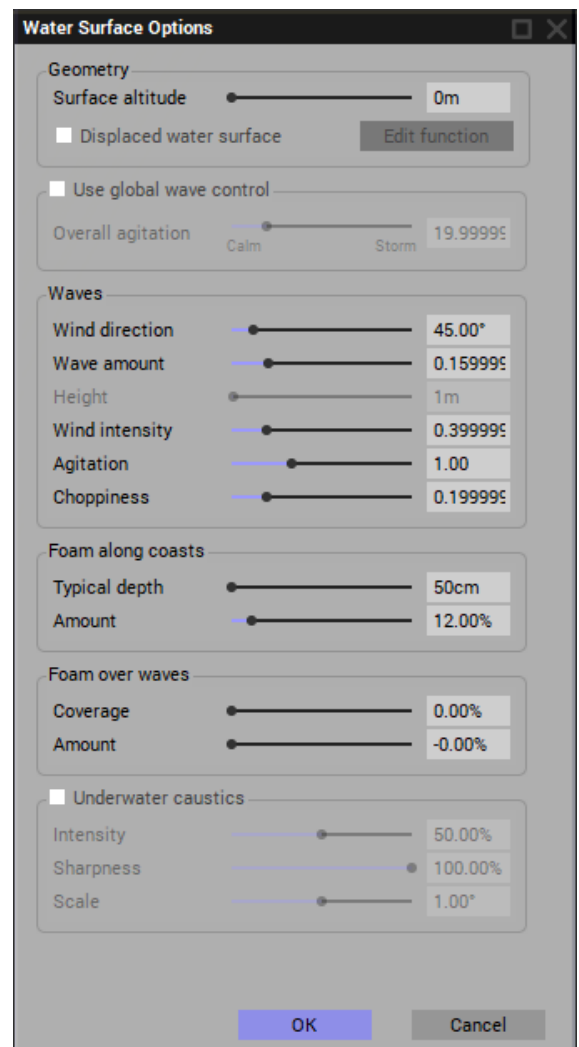 Water Surface Options
Geometry
Surface altitude 0m
Displaced water surface Edit function
Use global wave control
Overall agitation 19.99999
Calm Storm
Waves
Wind direction 45.00°
Wave amount 0.159999
Height 1m
Wind intensity 0.399999
Agitation 1.00
Choppiness 0.199999
Foam along coasts
Typical depth 50cm
Amount 12.00%
Foam over waves
Coverage 0.00%
Amount -0.00%
Underwater caustics
Intensity 50.00%
Sharpness 100.00%
Scale 1.00°
OK Cancel